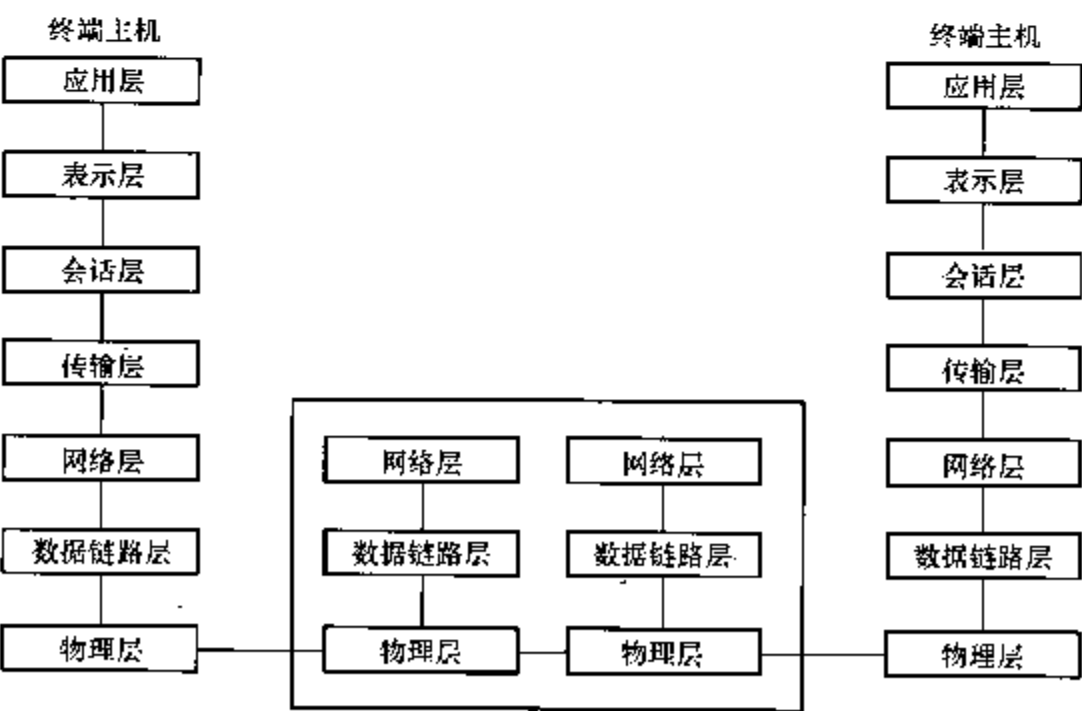 终端主机
应用层
表示层
会话层
传输层
网络层
数据链路层
物理层
网络层
数据链路层
物理层
网络层
数据链路层
物理层
终端主机
应用层
表示层
会话层
传输层
网络层
数据链路层
物理层